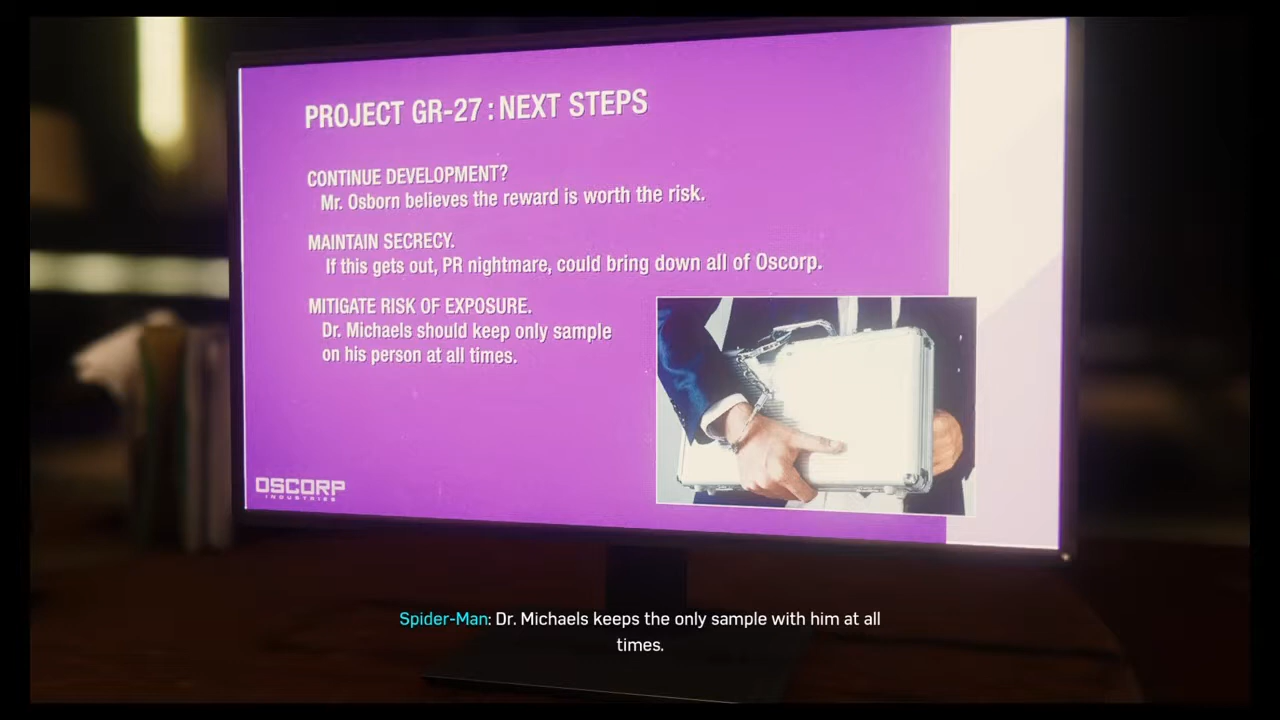 PROJECT GR-27 : NEXT STEPS
CONTINUE DEVELOPMENT?
Mr. Osborn believes the reward is worth the risk.
MAINTAIN SECRECY.
If this gets out, PR nightmare, could bring down all of Oscorp.
MITIGATE RISK OF EXPOSURE.
Dr. Michaels should keep only sample
on his person at all times.
OSCORP
INDUSTRIES
Spider-Man: Dr. Michaels keeps the only sample with him at all
times.